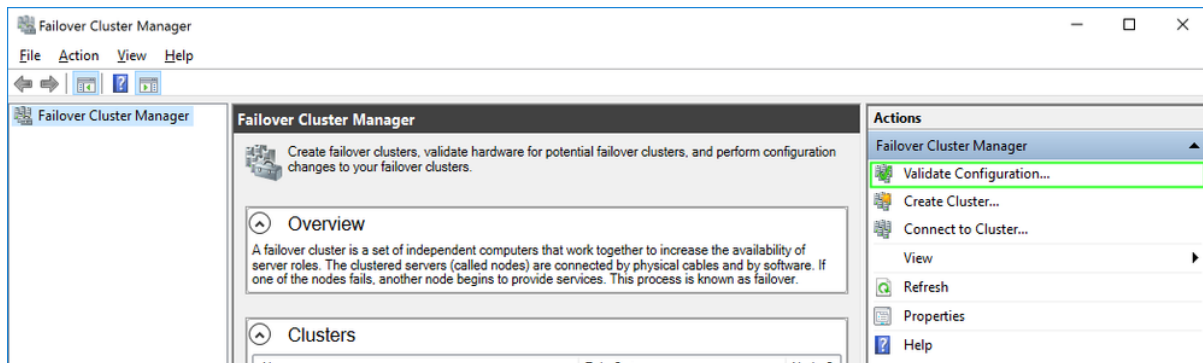 Failover Cluster Manager
File Action View Help
Failover Cluster Manager
Failover Cluster Manager
Create failover clusters, validate hardware for potential failover clusters, and perform configuration
changes to your failover clusters.
Overview
A failover cluster is a set of independent computers that work together to increase the availability of
server roles. The clustered servers (called nodes) are connected by physical cables and by software. If
one of the nodes fails, another node begins to provide services. This process is known as failover.
Clusters
Actions
Failover Cluster Manager
Validate Configuration...
Create Cluster...
Connect to Cluster...
View
Refresh
Properties
Help